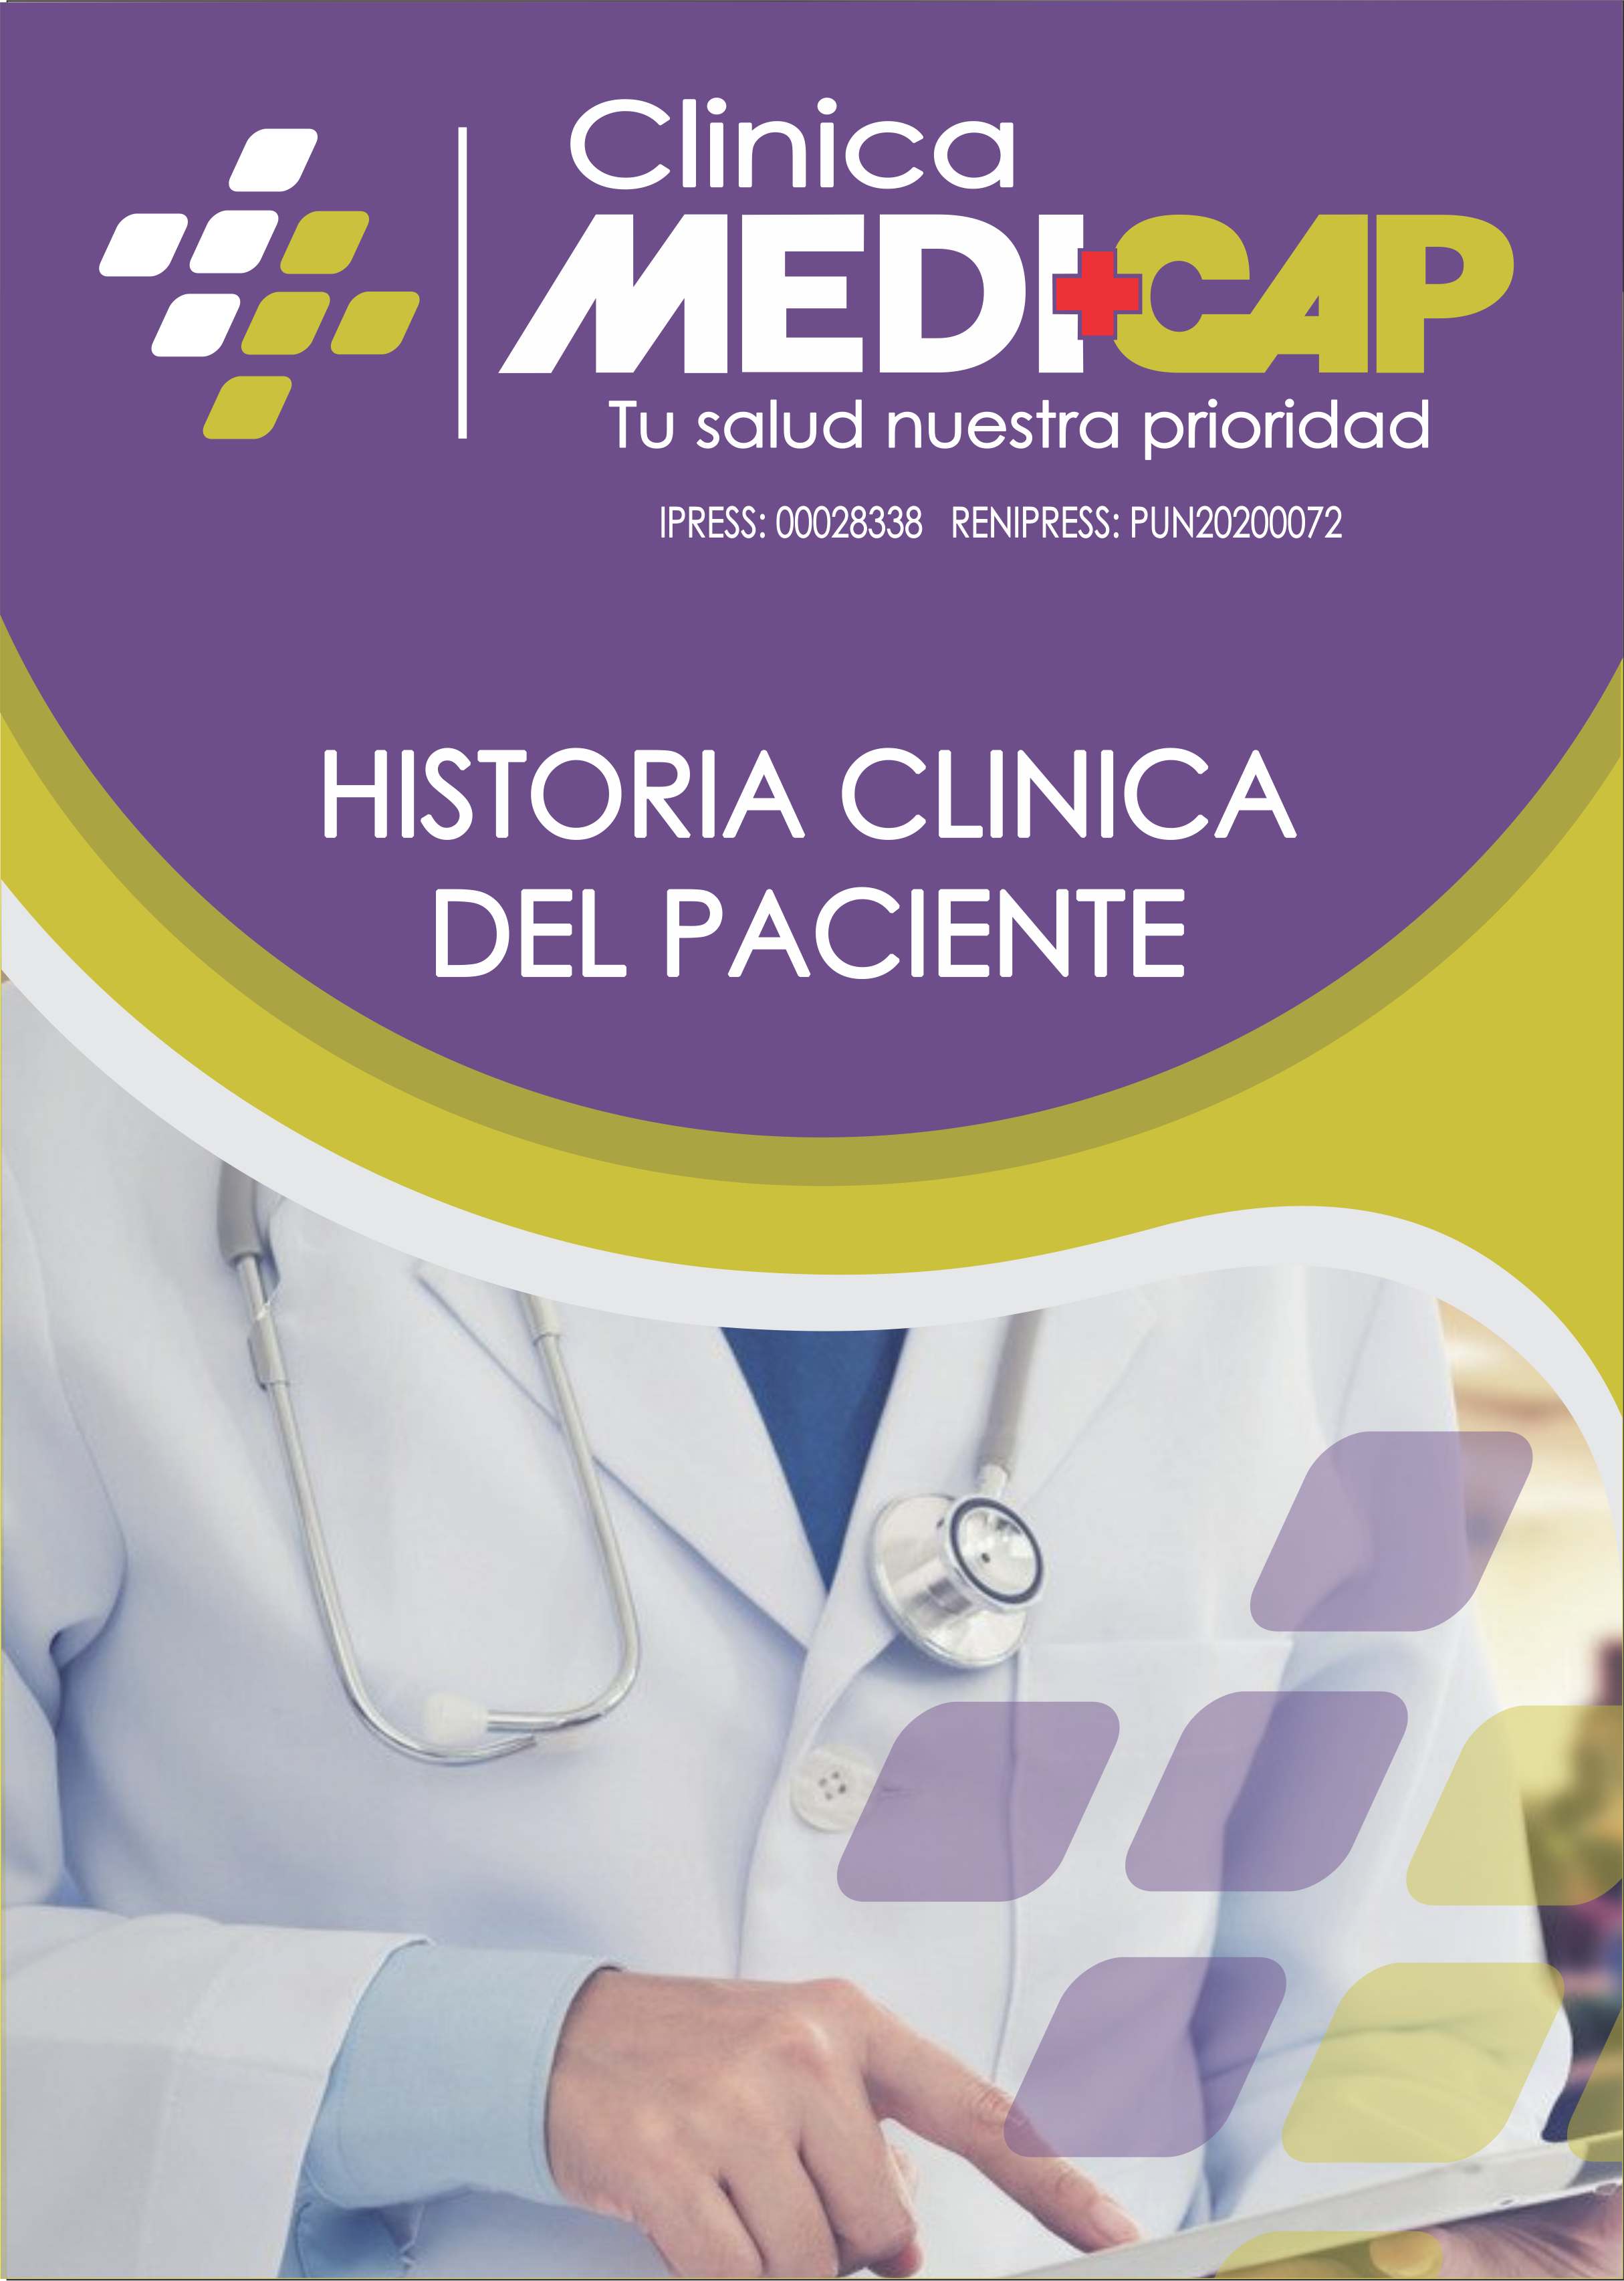 Clinica
MEDICAP
Tu salud nuestra prioridad
IPRESS: 00028338 RENIPRESS: PUN20200072
HISTORIA CLINICA
DEL PACIENTE